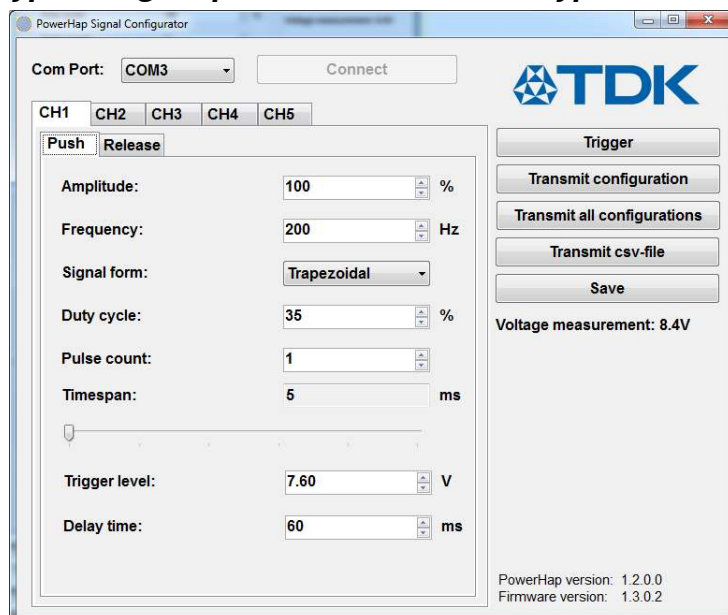 PowerHap Signal Configurator
Com Port: COM3 Connect
TDK
CH1 CH2 CH3 CH4 CH5
Push Release
Amplitude: 100 %
Frequency: 200 Hz
Signal form: Trapezoidal
Duty cycle: 35 %
Pulse count: 1
Timespan: 5 ms
Trigger level: 7.60 V
Delay time: 60 ms
Trigger
Transmit configuration
Transmit all configurations
Transmit csv-file
Save
Voltage measurement: 8.4V
PowerHap version: 1.2.0.0
Firmware version: 1.3.0.2